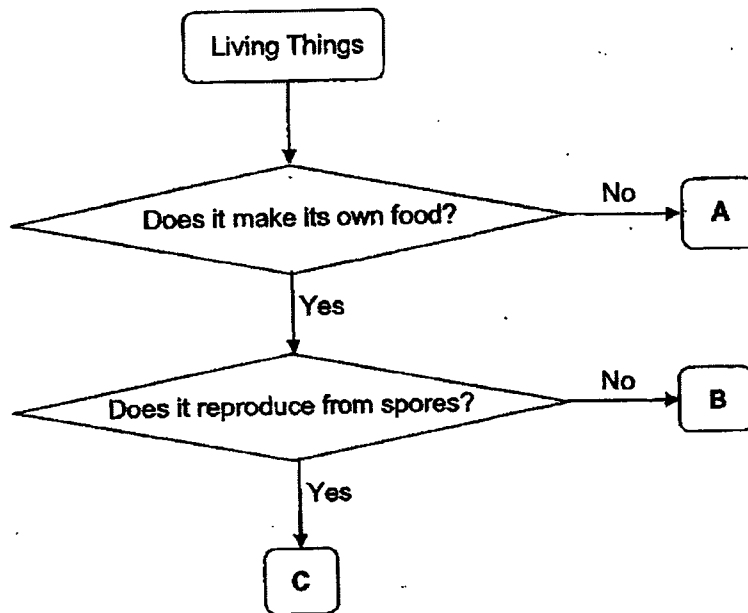 Living Things
Does it make its own food?
No
A
Yes
Does it reproduce from spores?
No
B
Yes
C